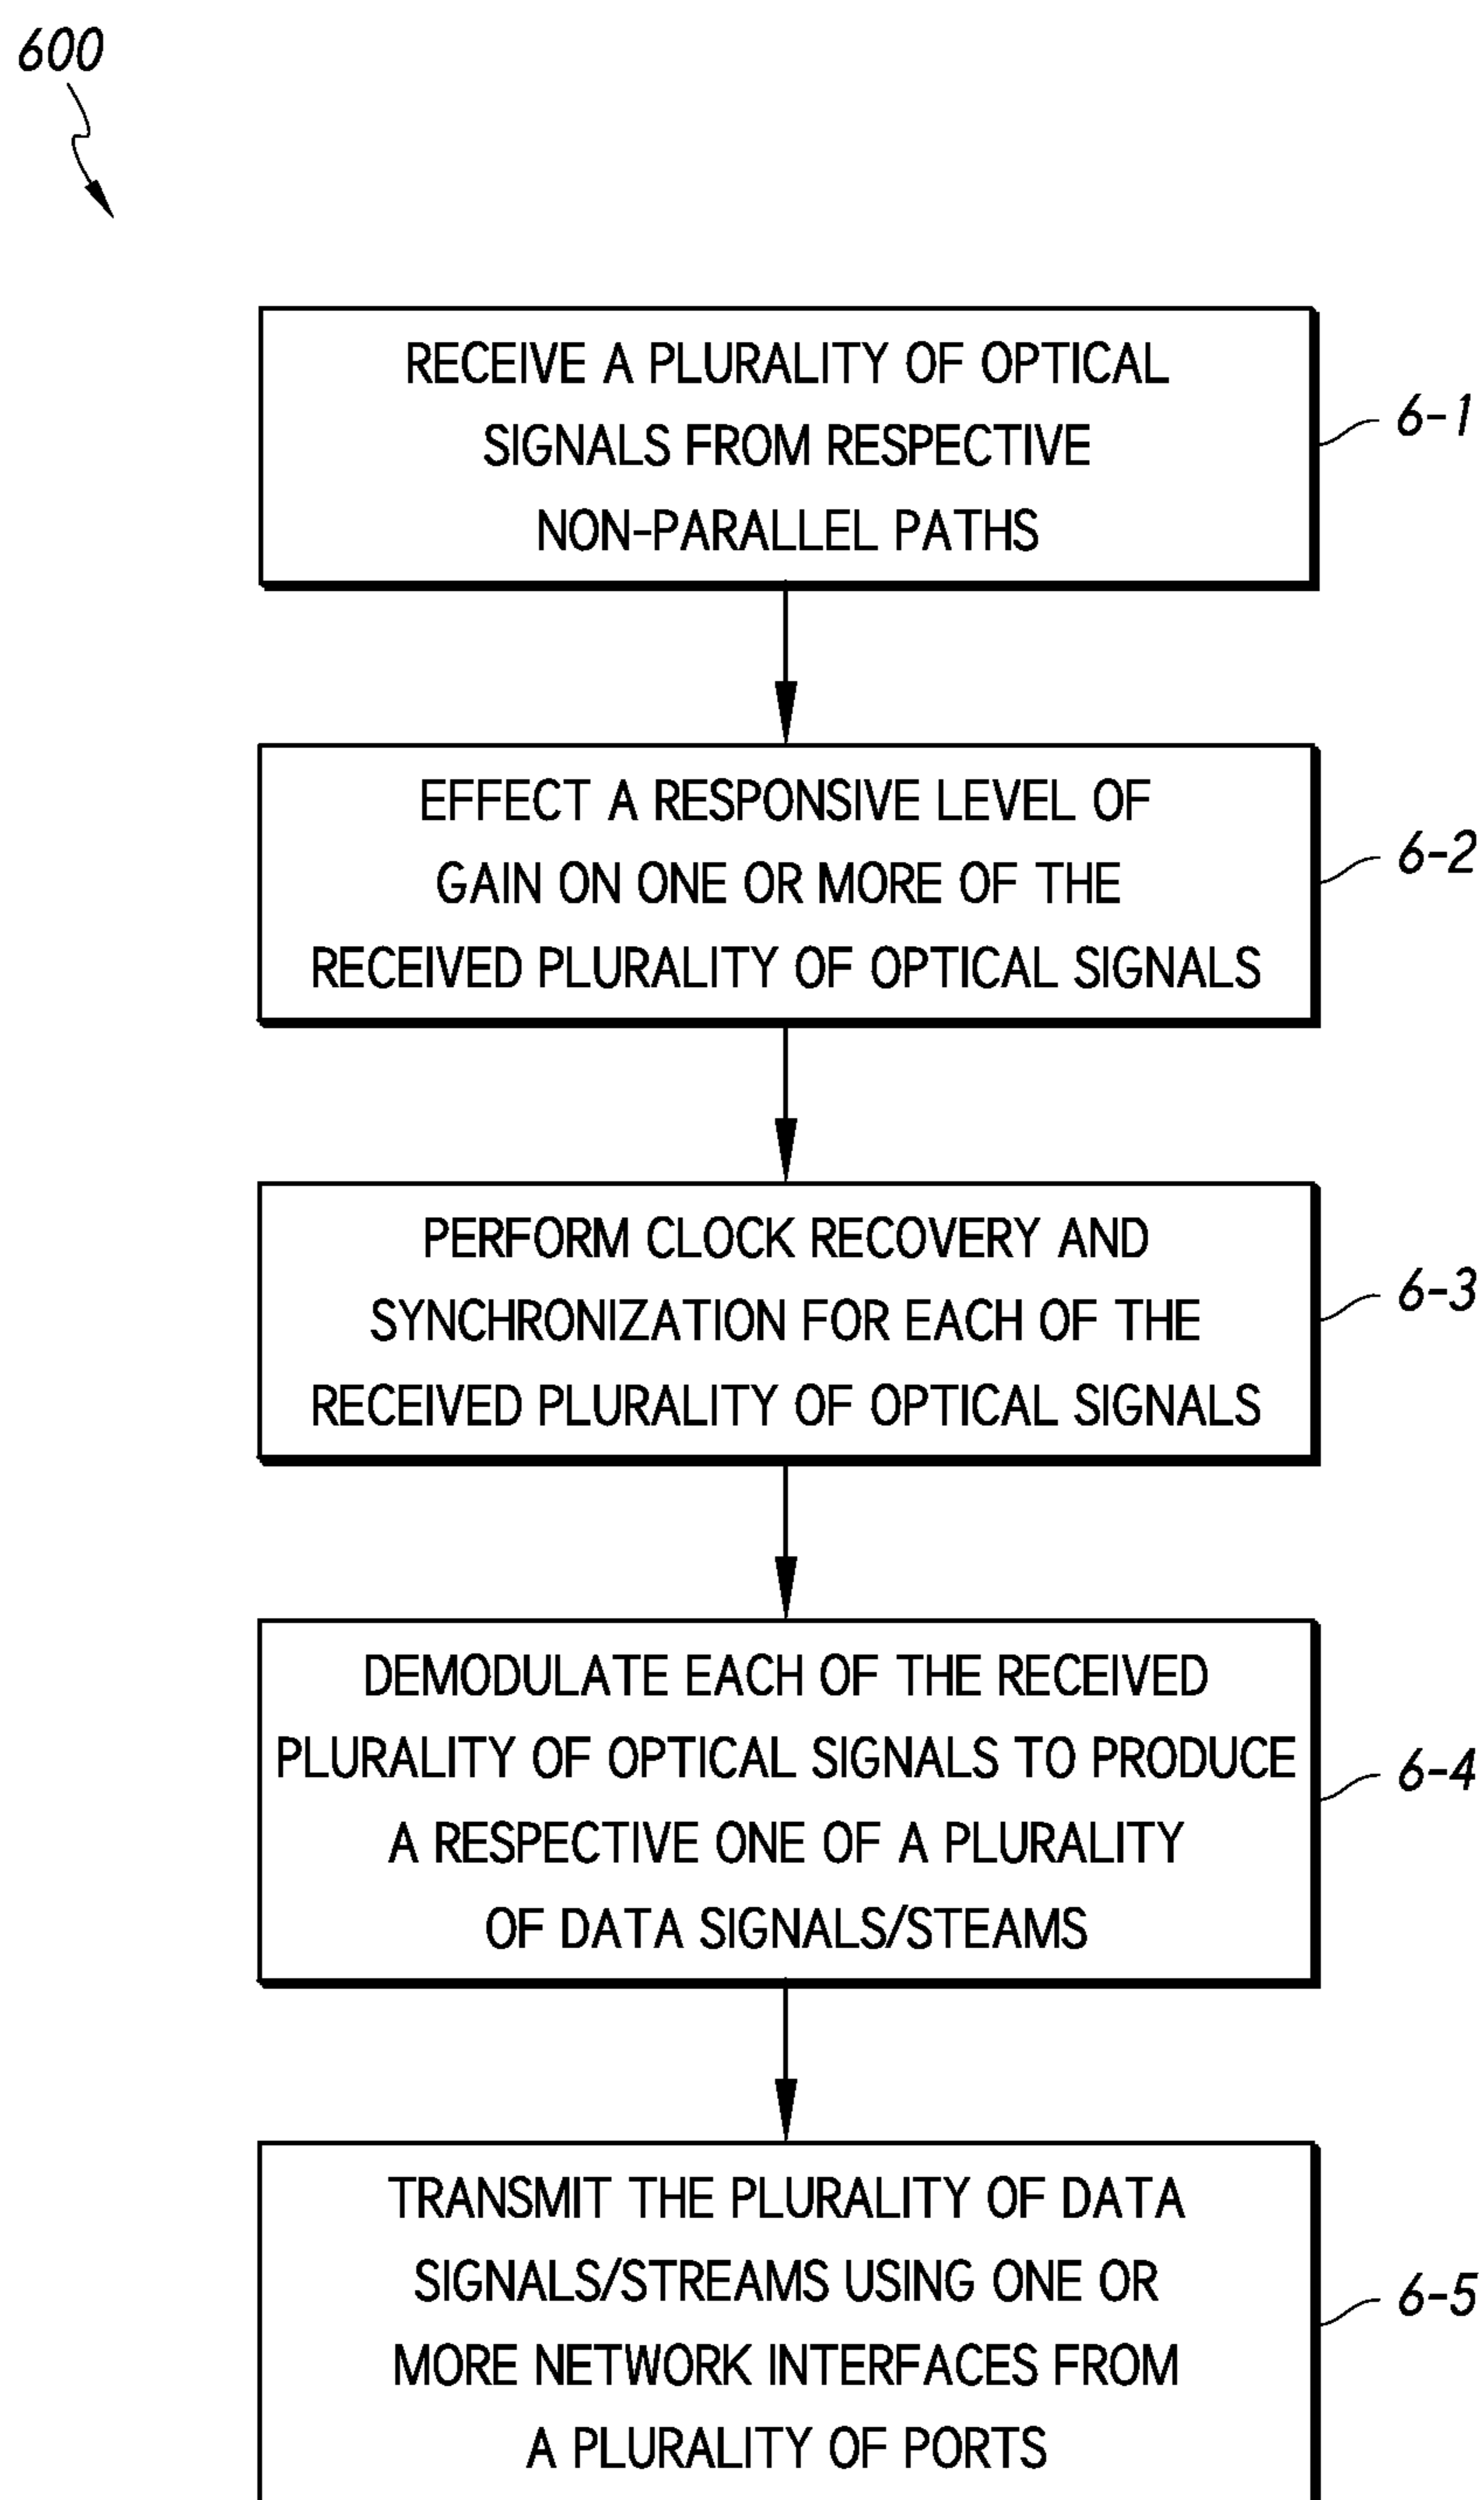 600
RECEIVE A PLURALITY OF OPTICAL
SIGNALS FROM RESPECTIVE
NON-PARALLEL PATHS
6-1
EFFECT A RESPONSIVE LEVEL OF
GAIN ON ONE OR MORE OF THE
RECEIVED PLURALITY OF OPTICAL SIGNALS
6-2
PERFORM CLOCK RECOVERY AND
SYNCHRONIZATION FOR EACH OF THE
RECEIVED PLURALITY OF OPTICAL SIGNALS
6-3
DEMODULATE EACH OF THE RECEIVED
PLURALITY OF OPTICAL SIGNALS TO PRODUCE
A RESPECTIVE ONE OF A PLURALITY
OF DATA SIGNALS/STEAMS
6-4
TRANSMIT THE PLURALITY OF DATA
SIGNALS/STREAMS USING ONE OR
MORE NETWORK INTERFACES FROM
A PLURALITY OF PORTS
6-5